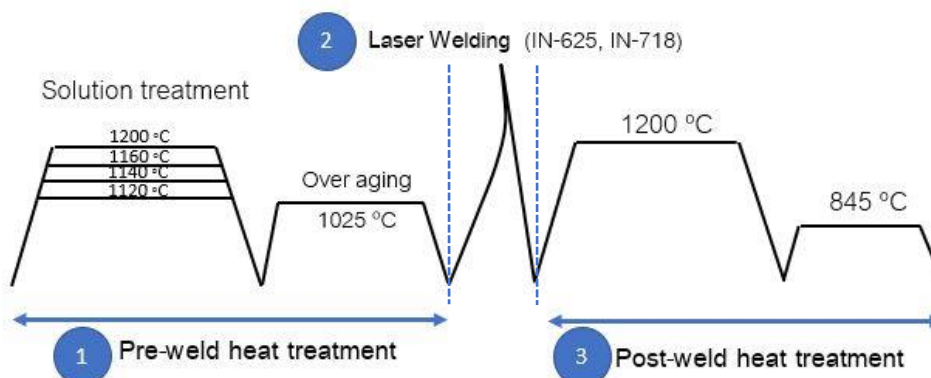 2 Laser Welding (IN-625, IN-718)
Solution treatment
1200 °C
1160 °C
1140 °C
1120 °C
Over aging
1025 °C
1200 °C
845 °C
1 Pre-weld heat treatment
3 Post-weld heat treatment